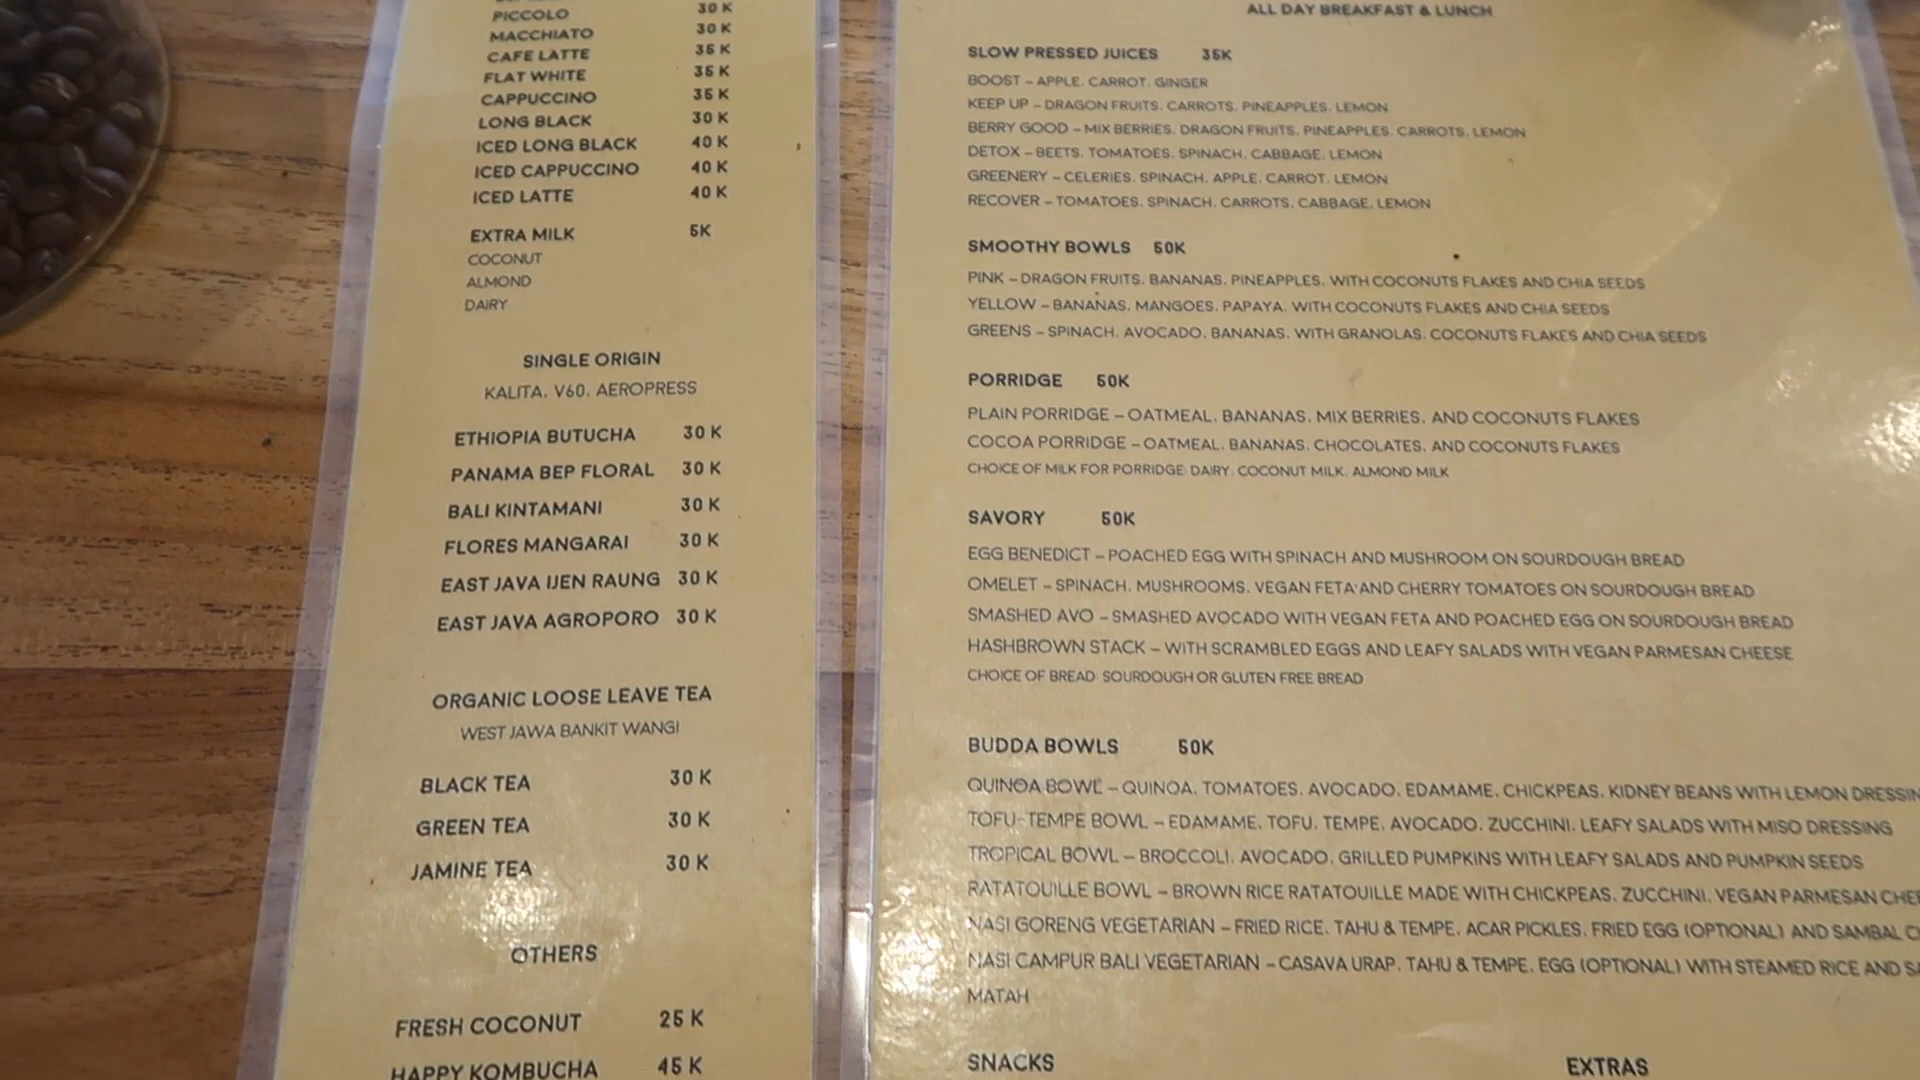 PICCOLO 30 K
MACCHIATO 30 K
CAFE LATTE 35 K
FLAT WHITE 35 K
CAPPUCCINO 35 K
LONG BLACK 30 K
ICED LONG BLACK 40 K
ICED CAPPUCCINO 40 K
ICED LATTE 40 K
EXTRA MILK 5K
COCONUT
ALMOND
DAIRY
SINGLE ORIGIN
KALITA. V60. AEROPRESS
ETHIOPIA BUTUCHA 30 K
PANAMA BEP FLORAL 30 K
BALI KINTAMANI 30 K
FLORES MANGARAI 30 K
EAST JAVA IJEN RAUNG 30 K
EAST JAVA AGROPORO 30 K
ORGANIC LOOSE LEAVE TEA
WEST JAWA BANKIT WANGI
BLACK TEA 30 K
GREEN TEA 30 K
JAMINE TEA 30 K
OTHERS
FRESH COCONUT 25 K
HAPPY KOMBUCHA 45 K
ALL DAY BREAKFAST & LUNCH
SLOW PRESSED JUICES 35K
BOOST – APPLE. CARROT. GINGER
KEEP UP – DRAGON FRUITS. CARROTS. PINEAPPLES. LEMON
BERRY GOOD – MIX BERRIES. DRAGON FRUITS. PINEAPPLES. CARROTS. LEMON
DETOX – BEETS. TOMATOES. SPINACH. CABBAGE. LEMON
GREENERY – CELERIES. SPINACH. APPLE. CARROT. LEMON
RECOVER – TOMATOES. SPINACH. CARROTS. CABBAGE. LEMON
SMOOTHY BOWLS 50K
PINK – DRAGON FRUITS. BANANAS. PINEAPPLES. WITH COCONUTS FLAKES AND CHIA SEEDS
YELLOW – BANANAS. MANGOES. PAPAYA. WITH COCONUTS FLAKES AND CHIA SEEDS
GREENS – SPINACH. AVOCADO. BANANAS. WITH GRANOLAS. COCONUTS FLAKES AND CHIA SEEDS
PORRIDGE 50K
PLAIN PORRIDGE – OATMEAL. BANANAS. MIX BERRIES. AND COCONUTS FLAKES
COCOA PORRIDGE – OATMEAL. BANANAS. CHOCOLATES. AND COCONUTS FLAKES
CHOICE OF MILK FOR PORRIDGE: DAIRY. COCONUT MILK. ALMOND MILK
SAVORY 50K
EGG BENEDICT – POACHED EGG WITH SPINACH AND MUSHROOM ON SOURDOUGH BREAD
OMELET – SPINACH. MUSHROOMS. VEGAN FETA AND CHERRY TOMATOES ON SOURDOUGH BREAD
SMASHED AVO – SMASHED AVOCADO WITH VEGAN FETA AND POACHED EGG ON SOURDOUGH BREAD
HASHBROWN STACK – WITH SCRAMBLED EGGS AND LEAFY SALADS WITH VEGAN PARMESAN CHEESE
CHOICE OF BREAD: SOURDOUGH OR GLUTEN FREE BREAD
BUDDA BOWLS 50K
QUINOA BOWL – QUINOA. TOMATOES. AVOCADO. EDAMAME. CHICKPEAS. KIDNEY BEANS WITH LEMON
TOFU-TEMPE BOWL – EDAMAME. TOFU. TEMPE. AVOCADO. ZUCCHINI. LEAFY SALADS WITH MISO DRESSING
TROPICAL BOWL – BROCCOLI. AVOCADO. GRILLED PUMPKINS WITH LEAFY SALADS AND PUMPKIN SEEDS
RATATOUILLE BOWL – BROWN RICE RATATOUILLE MADE WITH CHICKPEAS. ZUCCHINI. VEGAN PARMESAN
NASI GORENG VEGETARIAN – FRIED RICE. TAHU & TEMPE. ACAR PICKLES. FRIED EGG (OPTIONAL) AND SAMBAL
NASI CAMPUR BALI VEGETARIAN – CASAVA URAP. TAHU & TEMPE. EGG (OPTIONAL) WITH STEAMED RICE AND
MATAH
SNACKS EXTRAS